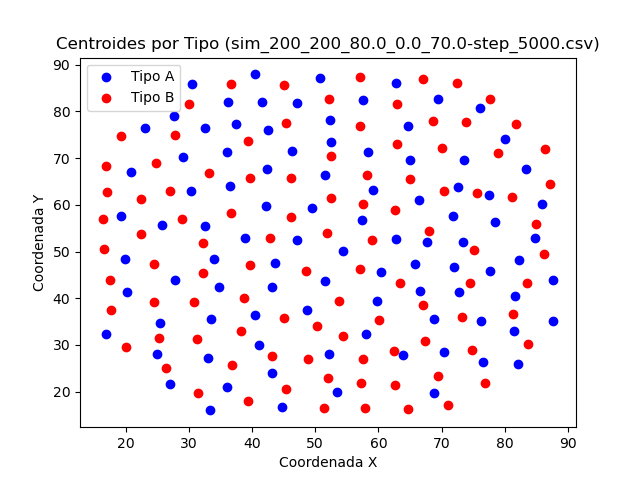 Centroides por Tipo (sim_200_200_80.0_0.0_70.0-step_5000.csv)
Tipo A
Tipo B
90
80
70
60
50
40
30
20
Coordenada Y
20 30 40 50 60 70 80 90
Coordenada X